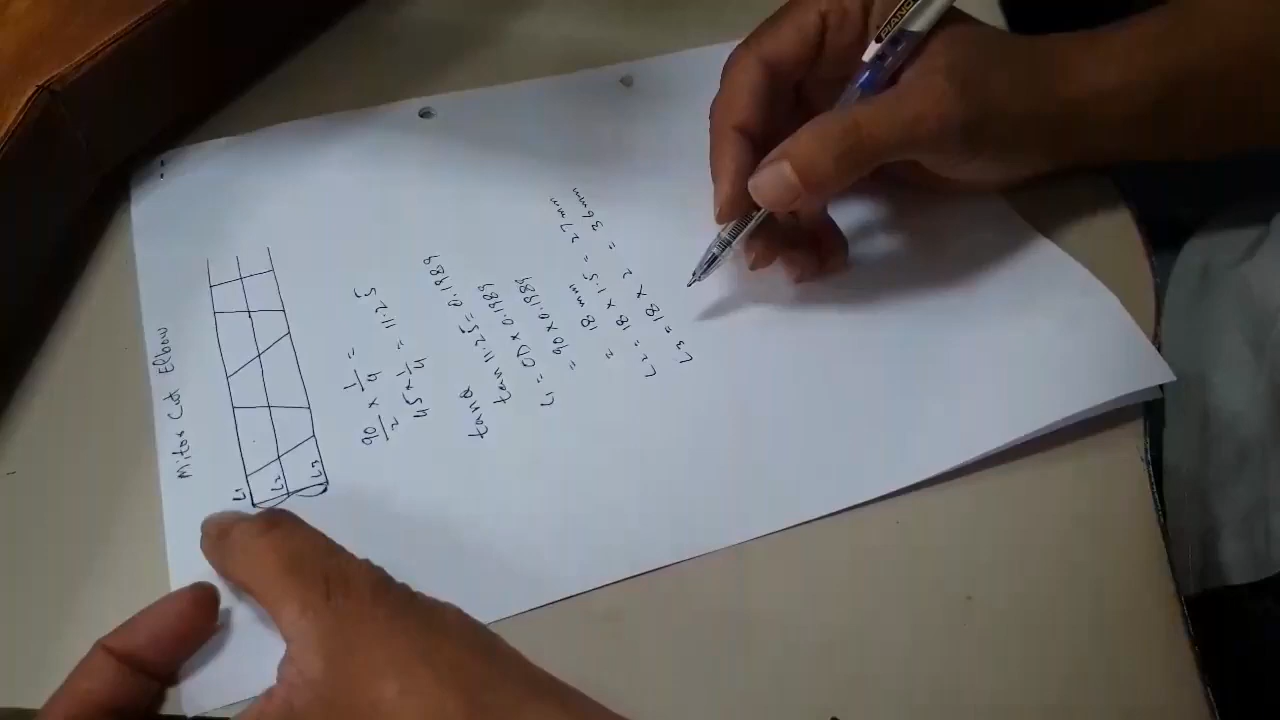 Miter Cut Elbow
L1 L2 L3
90/2 × 1/4 =
45 × 1/4 = 11.25
tanα
tan 11.25 = 0.1989
L1 = OD × 0.1989
= 90 × 0.1989
= 18 mm
L2 = 18 × 1.5 = 27 mm
L3 = 18 × 2 = 36 mm
PIANO